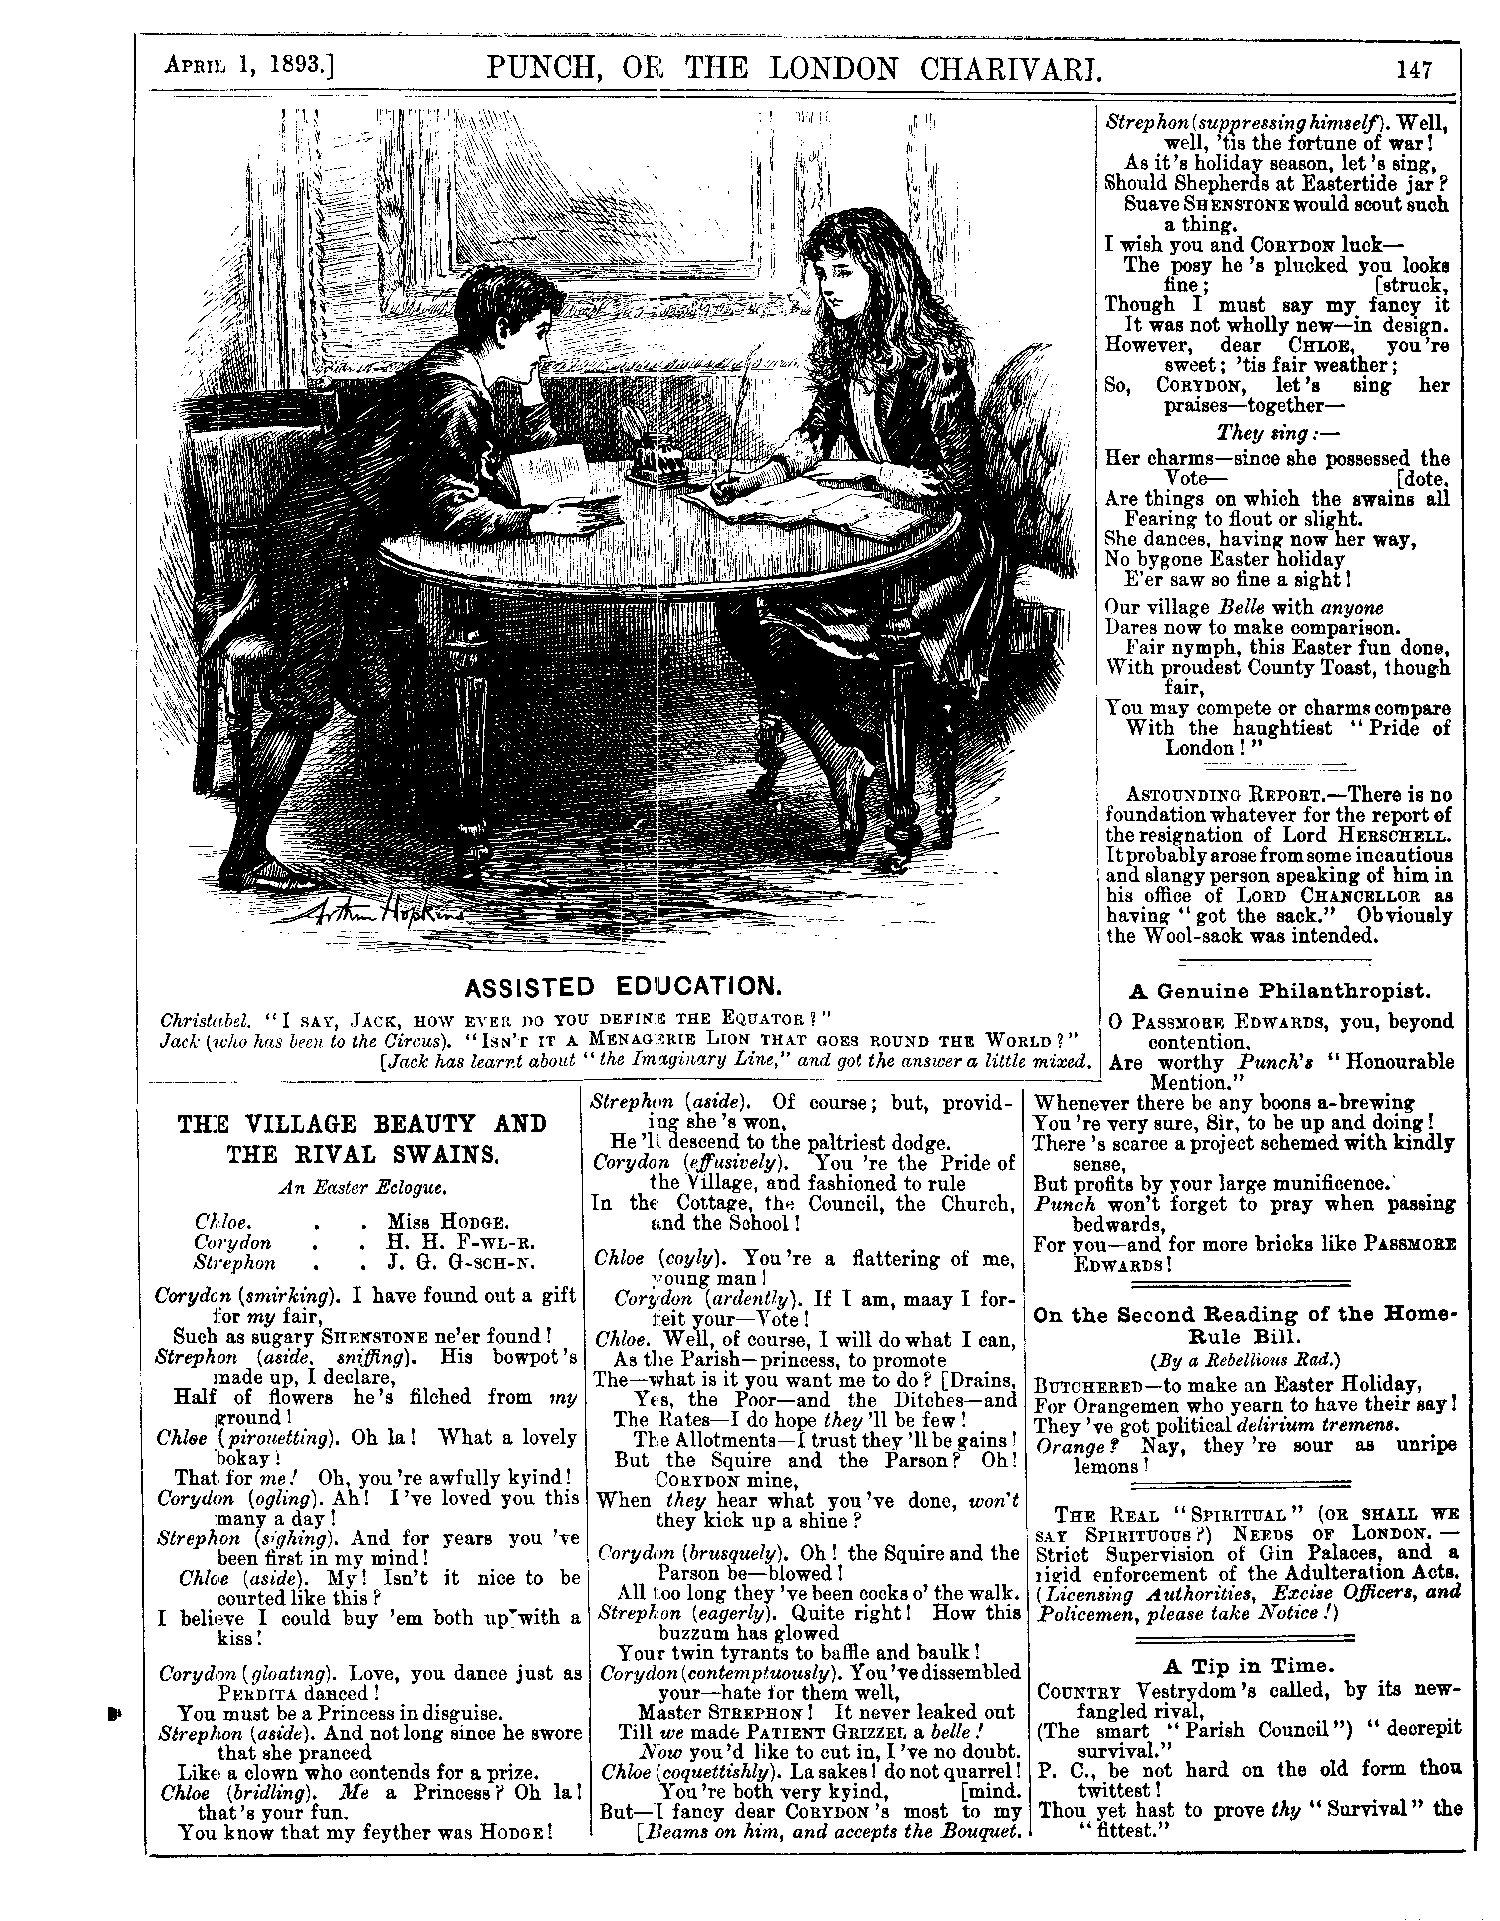 APRIL 1, 1893.]
PUNCH, OR THE LONDON CHARIVARI.
147
Arthur Hopkins
ASSISTED EDUCATION.
Christabel. "I SAY, JACK, HOW EVER DO YOU DEFINE THE EQUATOR?"
Jack (who has been to the Circus). "ISN'T IT A MENAGERIE LION THAT GOES ROUND THE WORLD?"
[Jack has learnt about "the Imaginary Line," and got the answer a little mixed.
THE VILLAGE BEAUTY AND
THE RIVAL SWAINS.
An Easter Eclogue.
Chloe. . . MISS HODGE.
Corydon . . H. H. F-WL-R.
Strephon . . J. G. G-SCH-N.
Corydon (smirking). I have found out a gift
for my fair,
Such as sugary SHENSTONE ne'er found!
Strephon (aside, sniffing). His bowpot's
made up, I declare,
Half of flowers he's filched from my
ground!
Chloe (pirouetting). Oh la! What a lovely
bokay!
That for me! Oh, you're awfully kyind!
Corydon (ogling). Ah! I've loved you this
many a day!
Strephon (sighing). And for years you 've
been first in my mind!
Chloe (aside). My! Isn't it nice to be
courted like this?
I believe I could buy 'em both up with a
kiss!
Corydon (gloating). Love, you dance just as
PERDITA danced!
You must be a Princess in disguise.
Strephon (aside). And not long since he swore
that she pranced
Like a clown who contends for a prize.
Chloe (bridling). Me a Princess? Oh la!
that's your fun.
You know that my feyther was HODGE!
Strephon (aside). Of course; but, provid-
ing she's won,
He'll descend to the paltriest dodge.
Corydon (effusively). You 're the Pride of
the Village, and fashioned to rule
In the Cottage, the Council, the Church,
and the School!
Chloe (coyly). You're a flattering of me,
young man!
Corydon (ardently). If I am, maay I for-
feit your—Vote!
Chloe. Well, of course, I will do what I can,
As the Parish-princess, to promote
The—what is it you want me to do? [Drains,
Yes, the Poor—and the Ditches—and
The Rates—I do hope they'll be few!
The Allotments—I trust they'll be gains!
But the Squire and the Parson? Oh!
CORYDON mine,
When they hear what you've done, won't
they kick up a shine?
Corydon (brusquely). Oh! the Squire and the
Parson be—blowed!
All too long they 've been cocks o' the walk.
Strephon (eagerly). Quite right! How this
buzzum has glowed
Your twin tyrants to baffle and baulk!
Corydon (contemptuously). You've dissembled
your—hate for them well,
Master STREPHON! It never leaked out
Till we made PATIENT GRIZZEL a belle!
Now you'd like to cut in, I've no doubt.
Chloe (coquettishly). La sakes! do not quarrel!
You're both very kyind, [mind.
But—I fancy dear CORYDON's most to my
[Beams on him, and accepts the Bouquet.
Strephon (suppressing himself). Well,
well, 'tis the fortune of war!
As it's holiday season, let's sing,
Should Shepherds at Eastertide jar?
Suave SHENSTONE would scout such
a thing.
I wish you and CORYDON luck—
The posy he's plucked you looks
fine; [struck,
Though I must say my fancy it
It was not wholly new—in design.
However, dear CHLOE, you're
sweet; 'tis fair weather;
So, CORYDON, let's sing her
praises—together—
They sing:—
Her charms—since she possessed the
Vote— [dote,
Are things on which the swains all
Fearing to flout or slight.
She dances, having now her way,
No bygone Easter holiday
E'er saw so fine a sight!
Our village Belle with anyone
Dares now to make comparison.
Fair nymph, this Easter fun done,
With proudest County Toast, though
fair,
You may compete or charms compare
With the haughtiest "Pride of
London!"
ASTOUNDING REPORT.—There is no
foundation whatever for the report of
the resignation of Lord HERSCHELL.
It probably arose from some incautious
and slangy person speaking of him in
his office of LORD CHANCELLOR as
having "got the sack." Obviously
the Wool-sack was intended.
A Genuine Philanthropist.
O PASSMORE EDWARDS, you, beyond
contention,
Are worthy Punch's "Honourable
Mention."
Whenever there be any boons a-brewing
You're very sure, Sir, to be up and doing!
There's scarce a project schemed with kindly
sense,
But profits by your large munificence.
Punch won't forget to pray when passing
bedwards,
For you—and for more bricks like PASSMORE
EDWARDS!
On the Second Reading of the Home-
Rule Bill.
(By a Rebellious Rad.)
BUTCHERED—to make an Easter Holiday,
For Orangemen who yearn to have their say!
They've got political delirium tremens.
Orange? Nay, they're sour as unripe
lemons!
THE REAL "SPIRITUAL" (OR SHALL WE
SAY SPIRITUOUS?) NEEDS OF LONDON.—
Strict Supervision of Gin Palaces, and a
rigid enforcement of the Adulteration Acts.
(Licensing Authorities, Excise Officers, and
Policemen, please take Notice!)
A Tip in Time.
COUNTRY Vestrydom's called, by its new-
fangled rival,
(The smart "Parish Council") "decrepit
survival."
P. C., be not hard on the old form thou
twittest!
Thou yet hast to prove thy "Survival" the
"fittest."